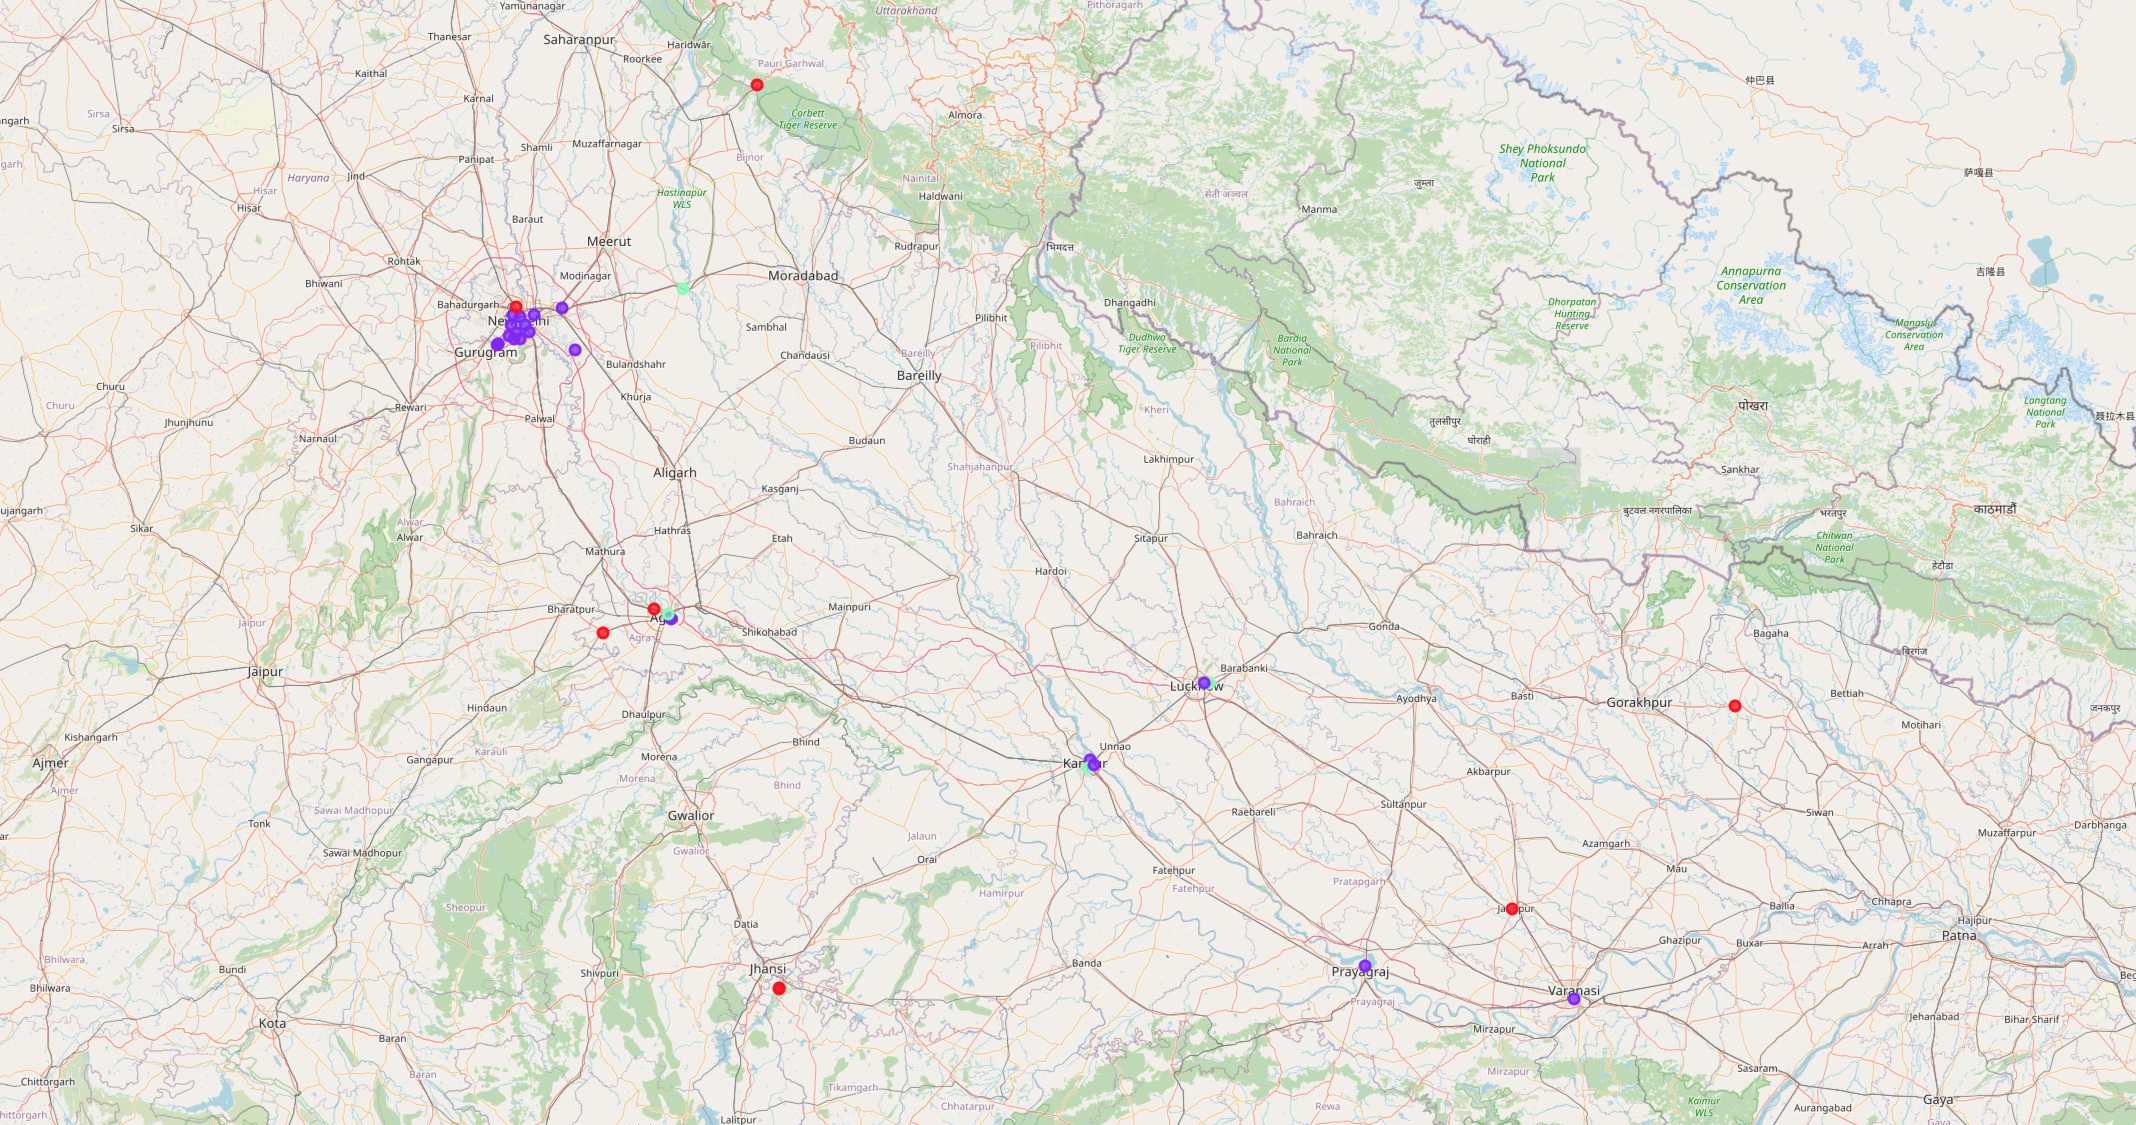 Yamunanagar
Uttarakhand
Pithoragarh
Thanesar
Saharanpur
Haridwar
Roorkee
Kaithal
Pauri Garhwal
仲巴县
Karnal
Sirsa
Sirsa
ngarh
Corbett
Tiger Reserve
Almora
Panipat
Shamli
Muzaffarnagar
Bijnor
Shey Phoksundo
National
Park
garh
Haryana
Jind
Hisar
Hisar
Hastinapur
WLS
Nainital
Haldwani
सेती अञ्चल
जुम्ला
萨嘎县
Baraut
Manma
Meerut
Rudrapur
भिमदत्त
Rohtak
Bhiwani
Modinagar
Moradabad
Annapurna
Conservation
Area
吉隆县
Bahadurgarh
Dhangadhi
Dhorpatan
Hunting
Reserve
Pilibhit
Sambhal
Manaslu
Conservation
Area
Gurugram
Chandausi
Bareilly
Pilibhit
Dudhwa
Tiger Reserve
Bardia
National
Park
Bulandshahr
Bareilly
Churu
Churu
Khurja
Rewari
Kheri
पोखरा
Langtang
National
Park
聂拉木县
Jhunjhunu
Palwal
Narnaul
Budaun
तुलसीपुर
घोराही
Aligarh
Shahjahanpur
Lakhimpur
Sankhar
Kasganj
Bahraich
ujangarh
Sikar
Alwar
Alwar
Hathras
Etah
Sitapur
Bahraich
बुटवल नगरपालिका
भरतपुर
काठमाडौं
Mathura
Hardoi
Chitwan
National
Park
हेटौडा
Bharatpur
Mainpuri
Jaipur
Agra
Shikohabad
Gonda
Bagaha
बिरगंज
Jaipur
Barabanki
Lucknow
Ayodhya
Basti
Gorakhpur
Bettiah
Hindaun
Dhaulpur
जनकपुर
Motihari
Kishangarh
Karauli
Bhind
Unnao
Ajmer
Gangapur
Morena
Morena
Akbarpur
Ajmer
Bhind
Sawai Madhopur
Sultanpur
Raebareli
Siwan
Tonk
Gwalior
Jalaun
Muzaffarpur
Darbhanga
Sawai Madhopur
Gwalior
Orai
Azamgarh
Fatehpur
Fatehpur
Pratapgarh
Mau
Hamirpur
Sheopur
Datia
Ballia
Chhapra
Hajipur
Patna
Bhilwara
Bundi
Shivpuri
Jhansi
Banda
Prayagraj
Ghazipur
Buxar
Arrah
Beg
Bhilwara
Varanasi
Prayagraj
Kota
Mirzapur
Jehanabad
Bihar Sharif
Baran
Baran
Chittorgarh
Mirzapur
Sasaram
Tikamgarh
Chhatarpur
Rewa
Kaimur
WLS
Gaya
Aurangabad
hittorgarh
Lalitpur
Gaya